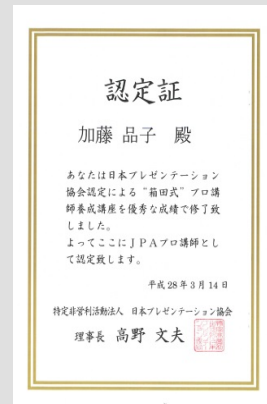 認定証
加藤 品子 殿
あなたは日本プレゼンテーション
協会認定による“箱田式”プロ講
師養成講座を優秀な成績で修了致
しました。
よってここにJPAプロ講師とし
て認定致します。
平成28年3月14日
特定非営利活動法人 日本プレゼンテーション協会
理事長 高野 文夫